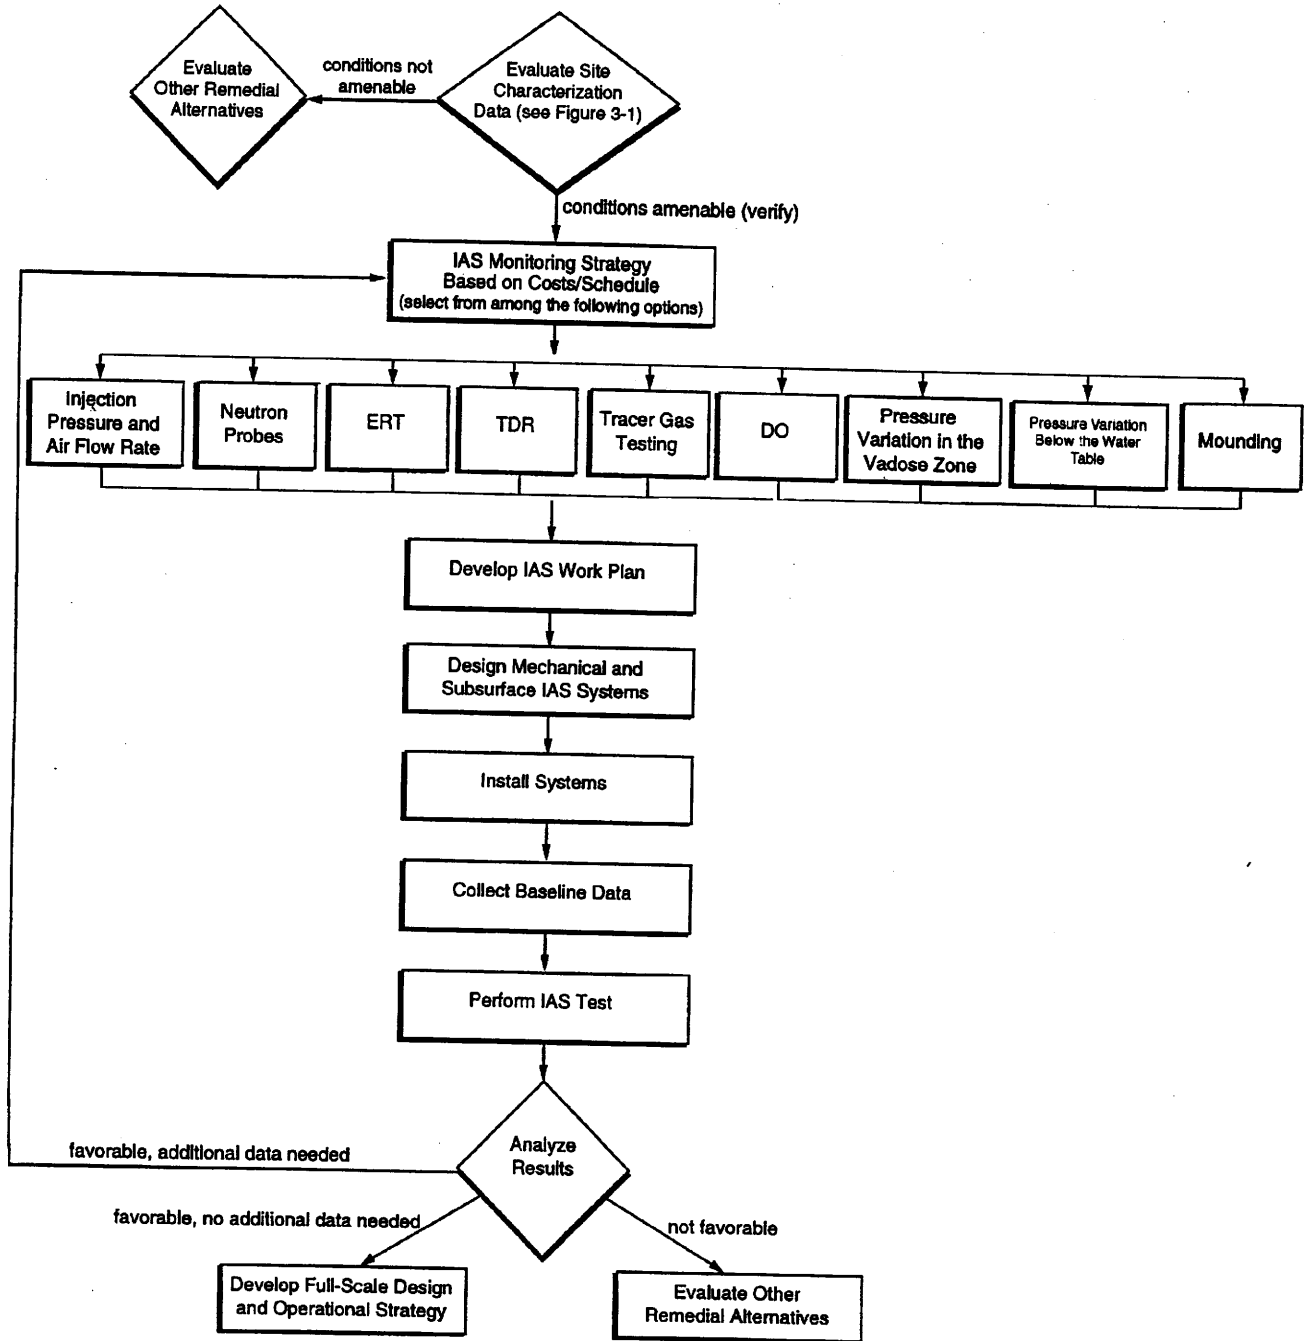 Evaluate
Other Remedial
Alternatives
conditions not
amenable
Evaluate Site
Characterization
Data (see Figure 3-1)
conditions amenable (verify)
IAS Monitoring Strategy
Based on Costs/Schedule
(select from among the following options)
Injection
Pressure and
Air Flow Rate
Neutron
Probes
ERT
TDR
Tracer Gas
Testing
DO
Pressure
Variation in the
Vadose Zone
Pressure Variation
Below the Water
Table
Mounding
Develop IAS Work Plan
Design Mechanical and
Subsurface IAS Systems
Install Systems
Collect Baseline Data
Perform IAS Test
Analyze
Results
favorable, additional data needed
favorable, no additional data needed
not favorable
Develop Full-Scale Design
and Operational Strategy
Evaluate Other
Remedial Alternatives